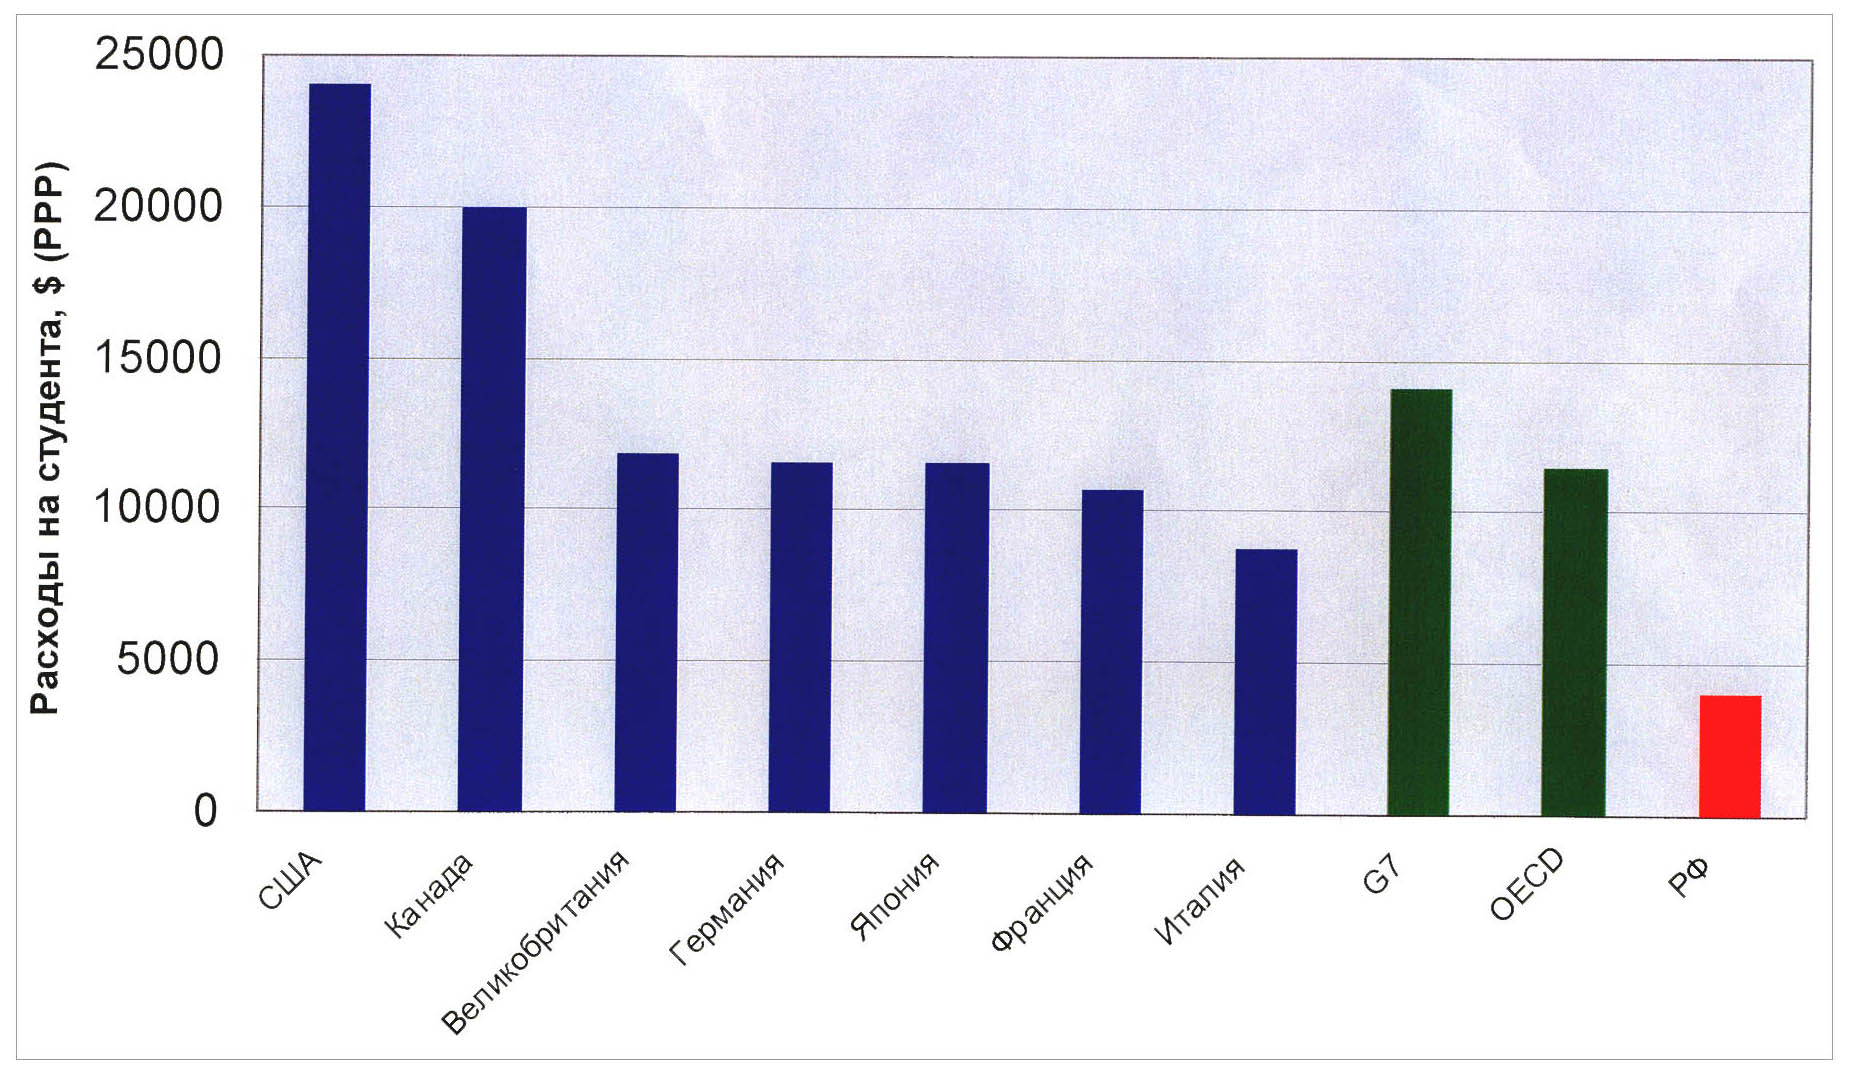 Расходы на студента, $ (PPP)
25000
20000
15000
10000
5000
0
США
Канада
Великобритания
Германия
Япония
Франция
Италия
G7
OECD
РФ